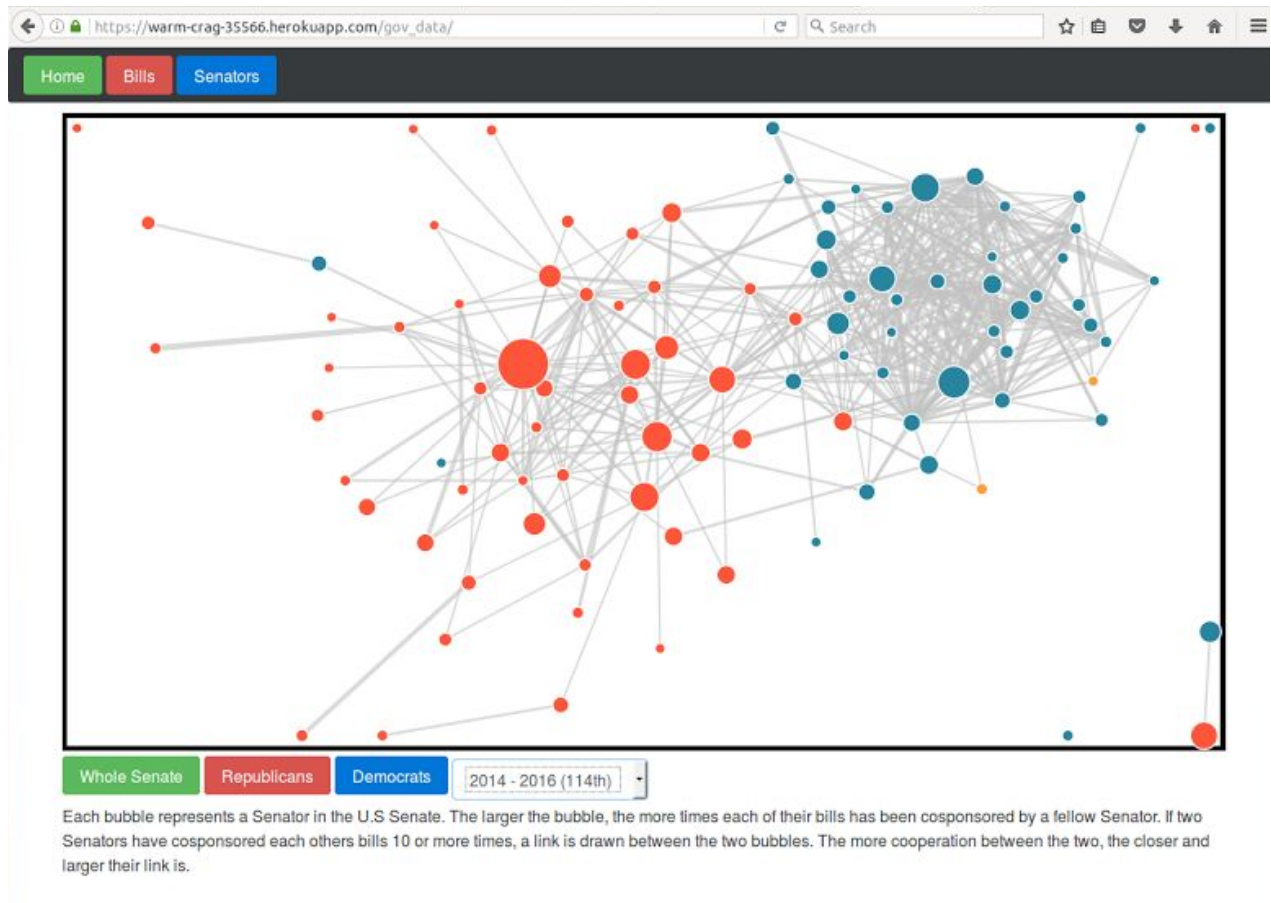 https://warm-crag-35566.herokuapp.com/gov_data/
Search
Home Bills Senators
Whole Senate Republicans Democrats 2014 - 2016 (114th)
Each bubble represents a Senator in the U.S Senate. The larger the bubble, the more times each of their bills has been cosponsored by a fellow Senator. If two
Senators have cosponsored each others bills 10 or more times, a link is drawn between the two bubbles. The more cooperation between the two, the closer and
larger their link is.